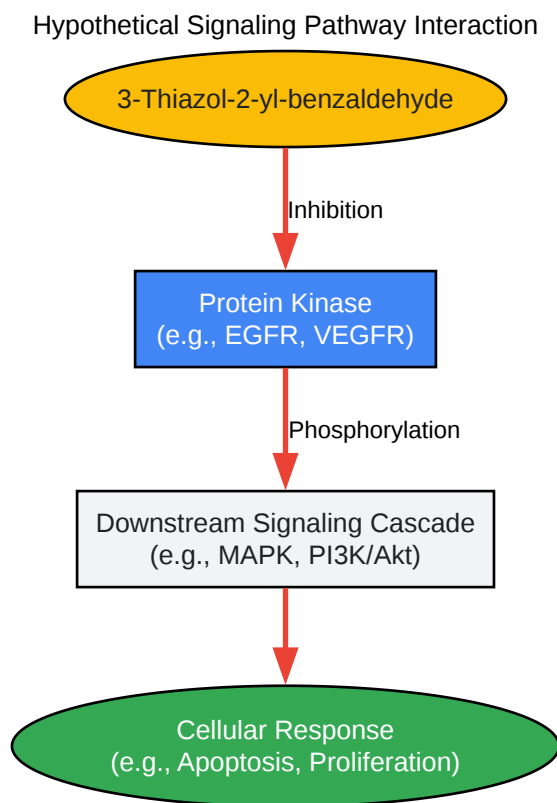 Hypothetical Signaling Pathway Interaction
3-Thiazol-2-yl-benzaldehyde
Inhibition
Protein Kinase
(e.g., EGFR, VEGFR)
Phosphorylation
Downstream Signaling Cascade
(e.g., MAPK, PI3K/Akt)
Cellular Response
(e.g., Apoptosis, Proliferation)